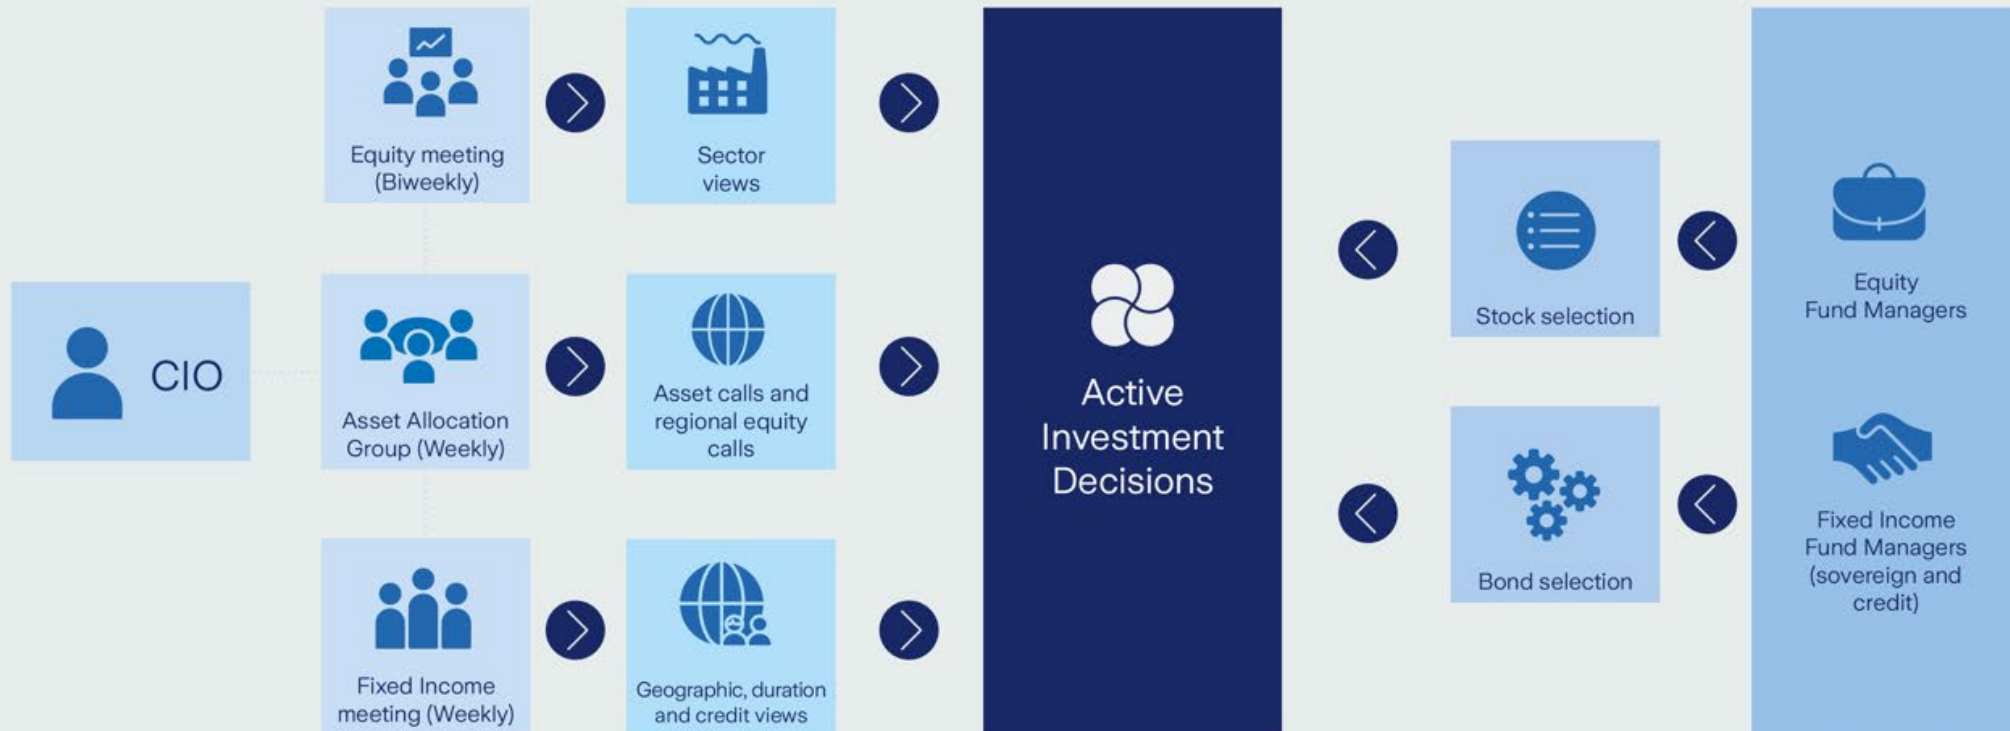 CIO
Equity meeting
(Biweekly)
Asset Allocation
Group (Weekly)
Fixed Income
meeting (Weekly)
Sector
views
Asset calls and
regional equity
calls
Geographic, duration
and credit views
Active
Investment
Decisions
Stock selection
Bond selection
Equity
Fund Managers
Fixed Income
Fund Managers
(sovereign and
credit)